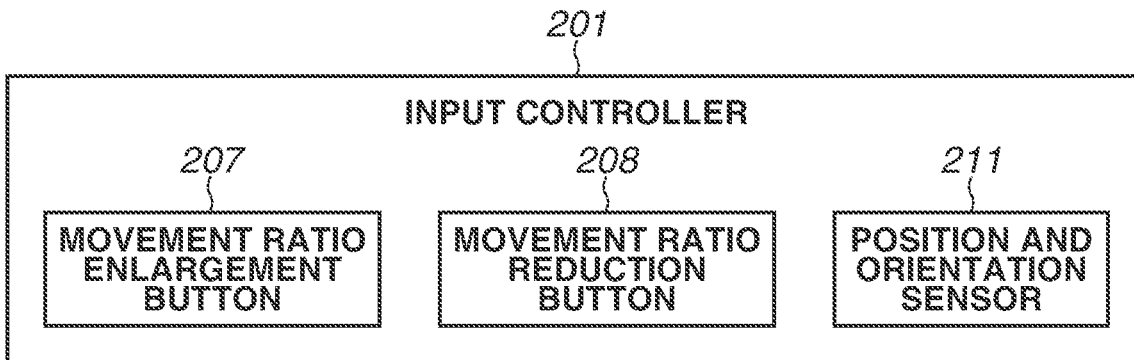 201
INPUT CONTROLLER
207 208 211
MOVEMENT RATIO ENLARGEMENT BUTTON
MOVEMENT RATIO REDUCTION BUTTON
POSITION AND ORIENTATION SENSOR